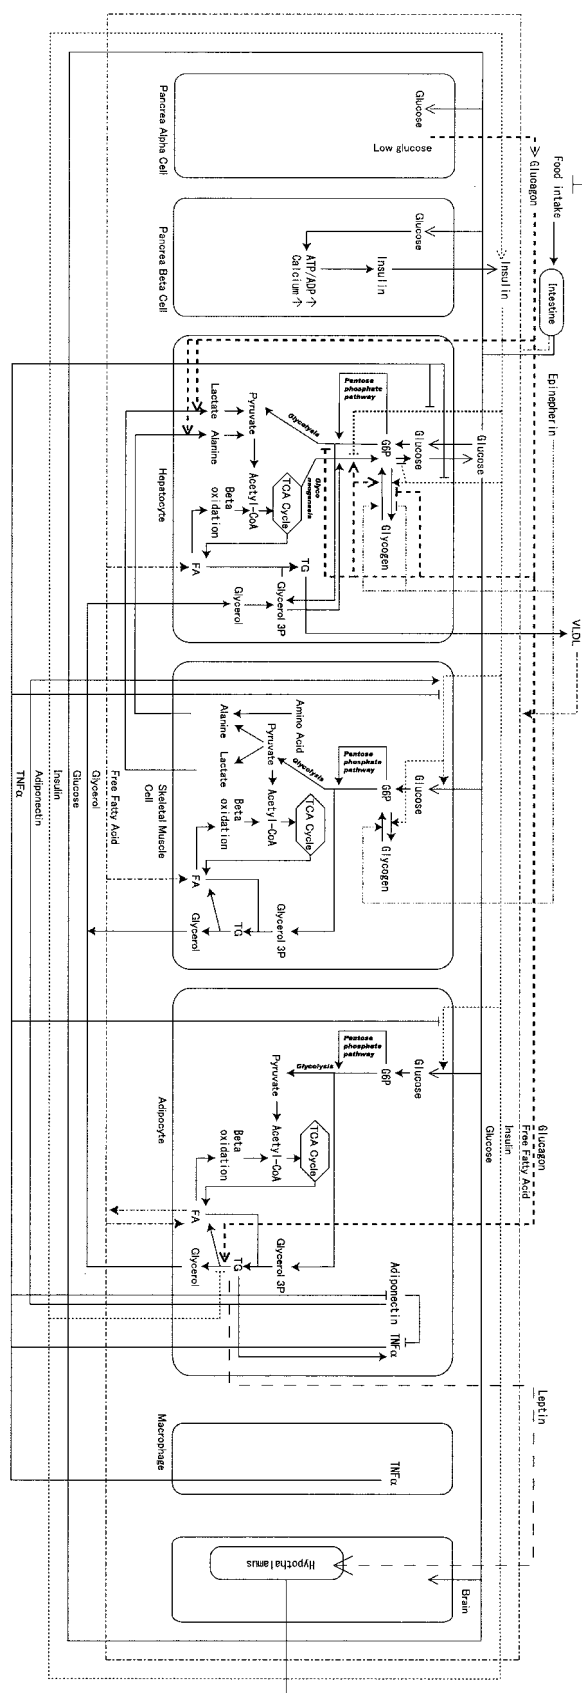 Food intake
Intestine
Epinepherin
VLDL
Glucagon
Insulin
Glucose
Low glucose
Pancrea Alpha Cell
Glucose
ATP/ADP↑
Calcium↑
Insulin
Pancrea Beta Cell
Glucose
Glucose
G6P
Glycogen
Pentose
phosphate
pathway
Glycolysis
Glyco
neogenesis
Pyruvate
Lactate
Alanine
Acetyl-CoA
TCA Cycle
Beta
oxidation
FA
TG
Glycerol 3P
Glycerol
Hepatocyte
Glucose
G6P
Glycogen
Pentose
phosphate
pathway
Glycolysis
Amino Acid
Alanine
Pyruvate
Lactate
Acetyl-CoA
TCA Cycle
Beta
oxidation
FA
TG
Glycerol 3P
Glycerol
Skeletal Muscle
Cell
Free Fatty Acid
Glycerol
Glucose
Insulin
Adiponectin
TNFα
Glucose
G6P
Pentose
phosphate
pathway
Glycolysis
Pyruvate
Acetyl-CoA
TCA Cycle
Beta
oxidation
FA
TG
Glycerol 3P
Glycerol
Adiponectin
TNFα
Adipocyte
Glucagon
Free Fatty Acid
Insulin
Glucose
Leptin
TNFα
Macrophage
Hypothalamus
Brain